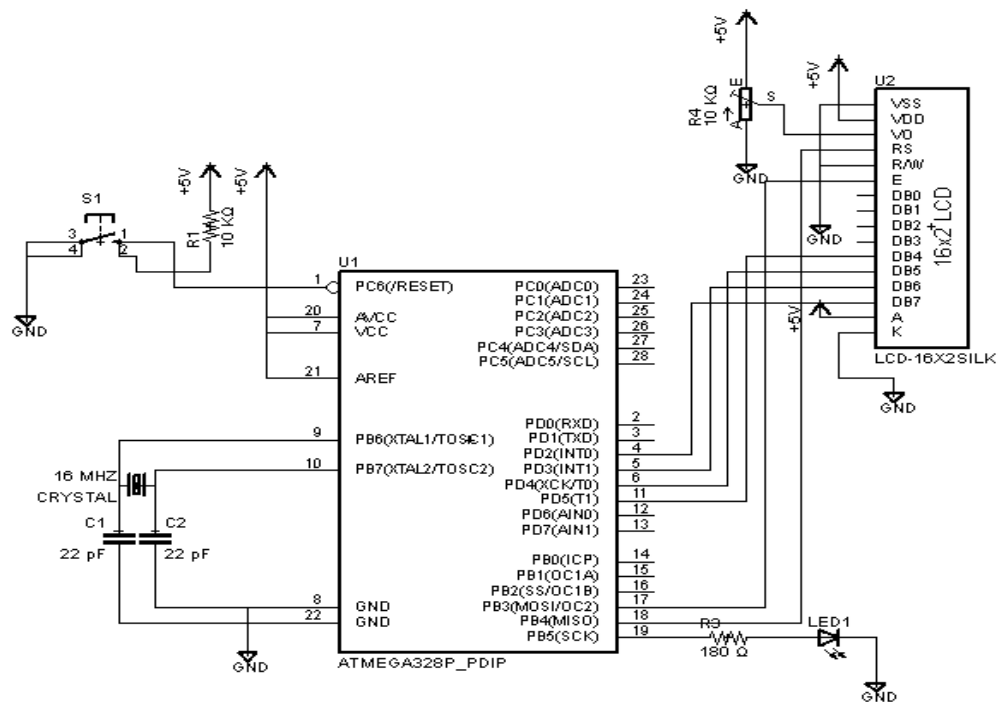 +5V
+5V
U2
R4
10 KΩ
E
S
A
GND
VSS
VDD
VO
RS
R/W
E
DB0
DB1
DB2
DB3
DB4
DB5
DB6
DB7
A
K
16x2 LCD
+
GND
+5V
LCD-16X2SILK
GND
+5V
+5V
S1
3
4
1
2
R1
10 KΩ
GND
U1
1
PC6(/RESET)
20
AVCC
7
VCC
21
AREF
9
PB6(XTAL1/TOSC1)
10
PB7(XTAL2/TOSC2)
8
GND
22
GND
PC0(ADC0)
23
PC1(ADC1)
24
PC2(ADC2)
25
PC3(ADC3)
26
PC4(ADC4/SDA)
27
PC5(ADC5/SCL)
28
PD0(RXD)
2
PD1(TXD)
3
PD2(INT0)
4
PD3(INT1)
5
PD4(XCK/T0)
6
PD5(T1)
11
PD6(AIN0)
12
PD7(AIN1)
13
PB0(ICP)
14
PB1(OC1A)
15
PB2(SS/OC1B)
16
PB3(MOSI/OC2)
17
PB4(MISO)
18
PB5(SCK)
19
16 MHZ
CRYSTAL
C1
22 pF
C2
22 pF
GND
ATMEGA328P_PDIP
180 Ω
LED1
GND